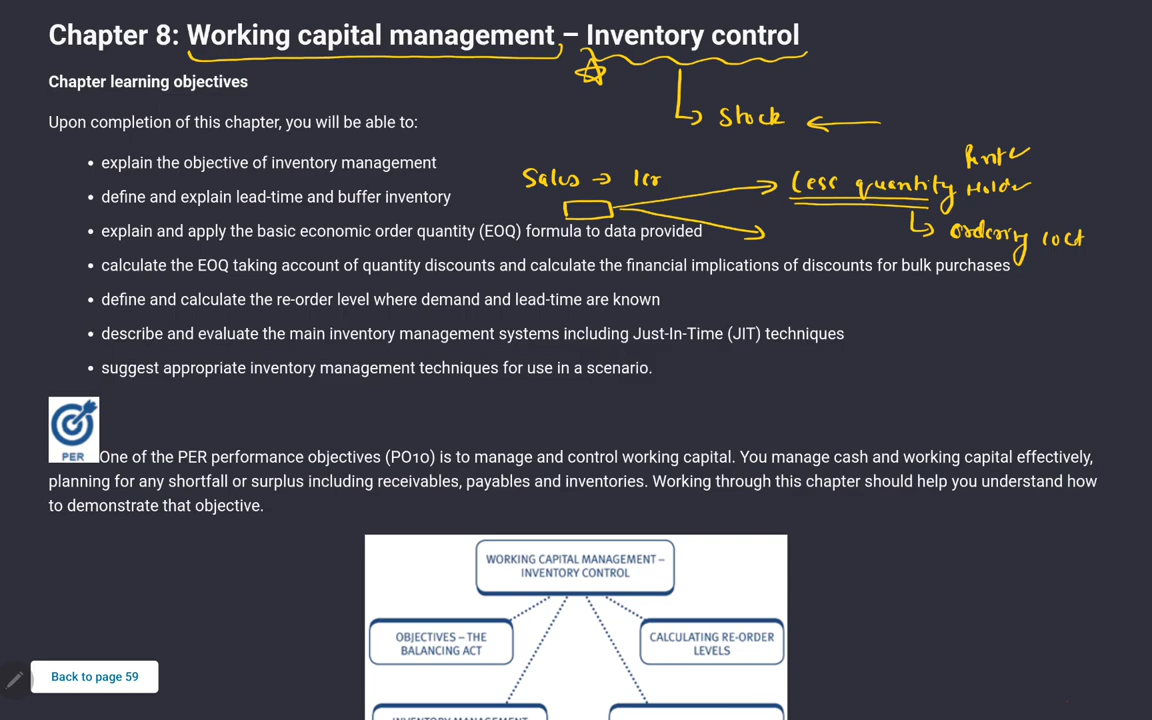 Chapter 8: Working capital management – Inventory control
Chapter learning objectives
Stock
Upon completion of this chapter, you will be able to:
explain the objective of inventory management
Sales → 1cr
Less quantity
define and explain lead-time and buffer inventory
ordering cost
explain and apply the basic economic order quantity (EOQ) formula to data provided
calculate the EOQ taking account of quantity discounts and calculate the financial implications of discounts for bulk purchases
define and calculate the re-order level where demand and lead-time are known
describe and evaluate the main inventory management systems including Just-In-Time (JIT) techniques
suggest appropriate inventory management techniques for use in a scenario.
PER
One of the PER performance objectives (PO10) is to manage and control working capital. You manage cash and working capital effectively,
planning for any shortfall or surplus including receivables, payables and inventories. Working through this chapter should help you understand how
to demonstrate that objective.
WORKING CAPITAL MANAGEMENT –
INVENTORY CONTROL
OBJECTIVES – THE
BALANCING ACT
CALCULATING RE-ORDER
LEVELS
Back to page 59
INVENTORY MANAGEMENT